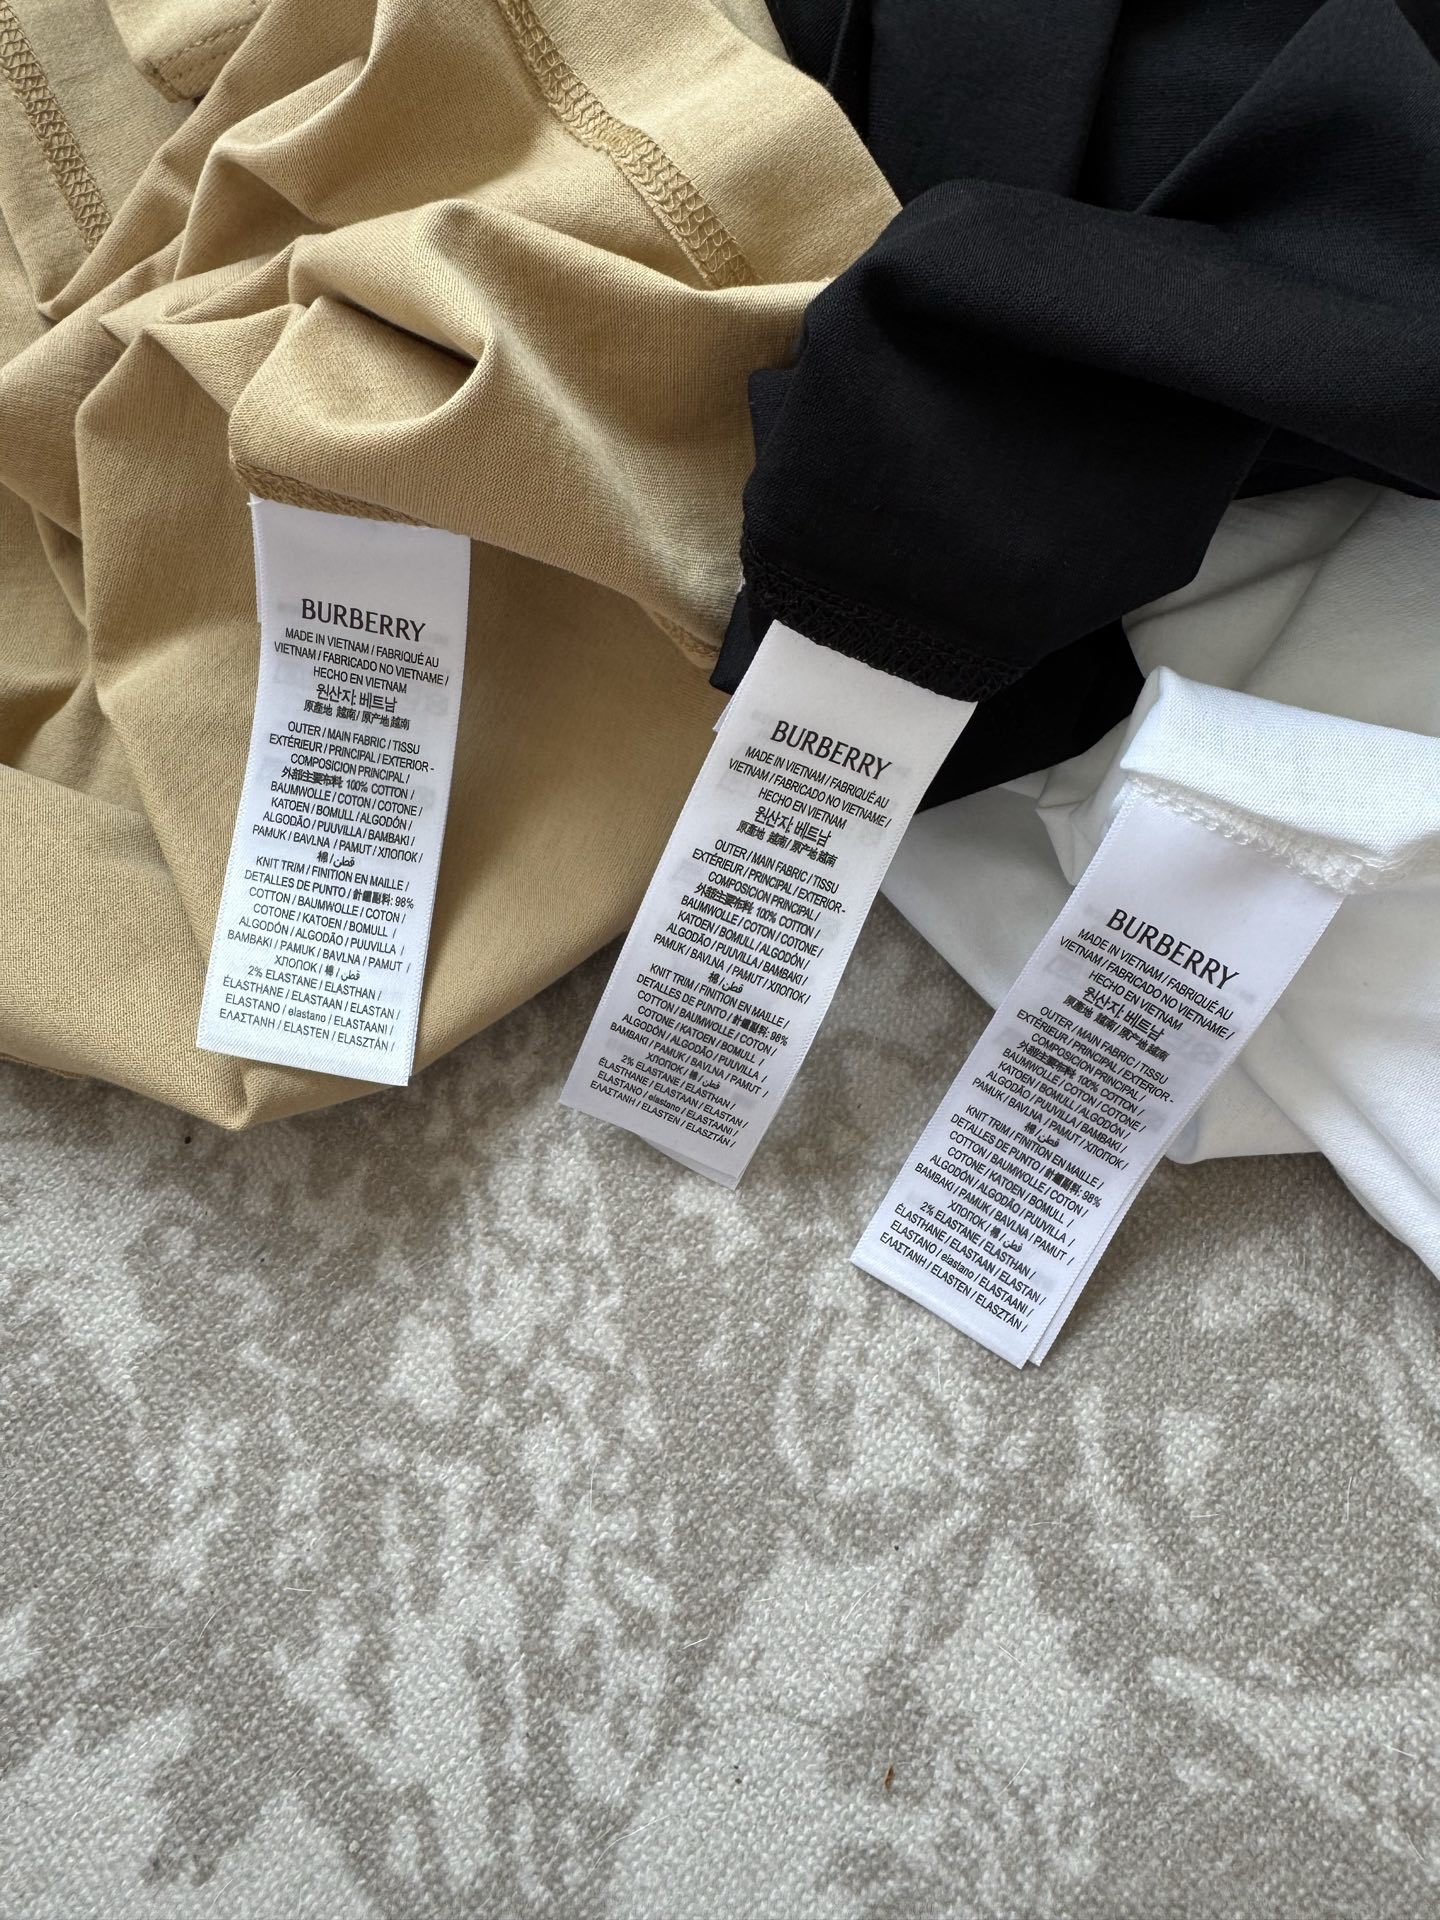 BURBERRY
MADE IN VIETNAM / FABRIQUÉ AU
VIETNAM / FABRICADO NO VIETNAME /
HECHO EN VIETNAM
원산지: 베트남
原產地 越南 / 原产地 越南
OUTER / MAIN FABRIC / TISSU
EXTÉRIEUR / PRINCIPAL / EXTERIOR -
COMPOSICIÓN PRINCIPAL /
外部主要布料: 100% COTTON /
BAUMWOLLE / COTON / COTONE /
KATOEN / BOMULL / ALGODÓN /
ALGODÃO / PUUVILLA / BAMBAKI /
PAMUK / BAVLNA / PAMUT / ХЛОПОК /
棉 / قطن /
KNIT TRIM / FINITION EN MAILLE /
DETALLES DE PUNTO / 針織副料: 98%
COTTON / BAUMWOLLE / COTON /
COTONE / KATOEN / BOMULL /
ALGODÓN / ALGODÃO / PUUVILLA /
BAMBAKI / PAMUK / BAVLNA / PAMUT /
ХЛОПОК / 棉 / قطن
2% ELASTANE / ELASTHAN /
ÉLASTHANE / ELASTAAN / ELASTAN /
ELASTANO / elastano / ELASTAANI /
ΕΛΑΣΤΑΝΗ / ELASTEN / ELASZTÁN /
BURBERRY
MADE IN VIETNAM / FABRIQUÉ AU
VIETNAM / FABRICADO NO VIETNAME /
HECHO EN VIETNAM
원산지: 베트남
原產地 越南 / 原产地 越南
OUTER / MAIN FABRIC / TISSU
EXTÉRIEUR / PRINCIPAL / EXTERIOR -
COMPOSICIÓN PRINCIPAL /
外部主要布料: 100% COTTON /
BAUMWOLLE / COTON / COTONE /
KATOEN / BOMULL / ALGODÓN /
ALGODÃO / PUUVILLA / BAMBAKI /
PAMUK / BAVLNA / PAMUT / ХЛОПОК /
棉 / قطن /
KNIT TRIM / FINITION EN MAILLE /
DETALLES DE PUNTO / 針織副料: 98%
COTTON / BAUMWOLLE / COTON /
COTONE / KATOEN / BOMULL /
ALGODÓN / ALGODÃO / PUUVILLA /
BAMBAKI / PAMUK / BAVLNA / PAMUT /
ХЛОПОК / 棉 / قطن
2% ELASTANE / ELASTHAN /
ÉLASTHANE / ELASTAAN / ELASTAN /
ELASTANO / elastano / ELASTAANI /
ΕΛΑΣΤΑΝΗ / ELASTEN / ELASZTÁN /
BURBERRY
MADE IN VIETNAM / FABRIQUÉ AU
VIETNAM / FABRICADO NO VIETNAME /
HECHO EN VIETNAM
원산지: 베트남
原產地 越南 / 原产地 越南
OUTER / MAIN FABRIC / TISSU
EXTÉRIEUR / PRINCIPAL / EXTERIOR -
COMPOSICIÓN PRINCIPAL /
外部主要布料: 100% COTTON /
BAUMWOLLE / COTON / COTONE /
KATOEN / BOMULL / ALGODÓN /
ALGODÃO / PUUVILLA / BAMBAKI /
PAMUK / BAVLNA / PAMUT / ХЛОПОК /
棉 / قطن /
KNIT TRIM / FINITION EN MAILLE /
DETALLES DE PUNTO / 針織副料: 98%
COTTON / BAUMWOLLE / COTON /
COTONE / KATOEN / BOMULL /
ALGODÓN / ALGODÃO / PUUVILLA /
BAMBAKI / PAMUK / BAVLNA / PAMUT /
ХЛОПОК / 棉 / قطن
2% ELASTANE / ELASTHAN /
ÉLASTHANE / ELASTAAN / ELASTAN /
ELASTANO / elastano / ELASTAANI /
ΕΛΑΣΤΑΝΗ / ELASTEN / ELASZTÁN /